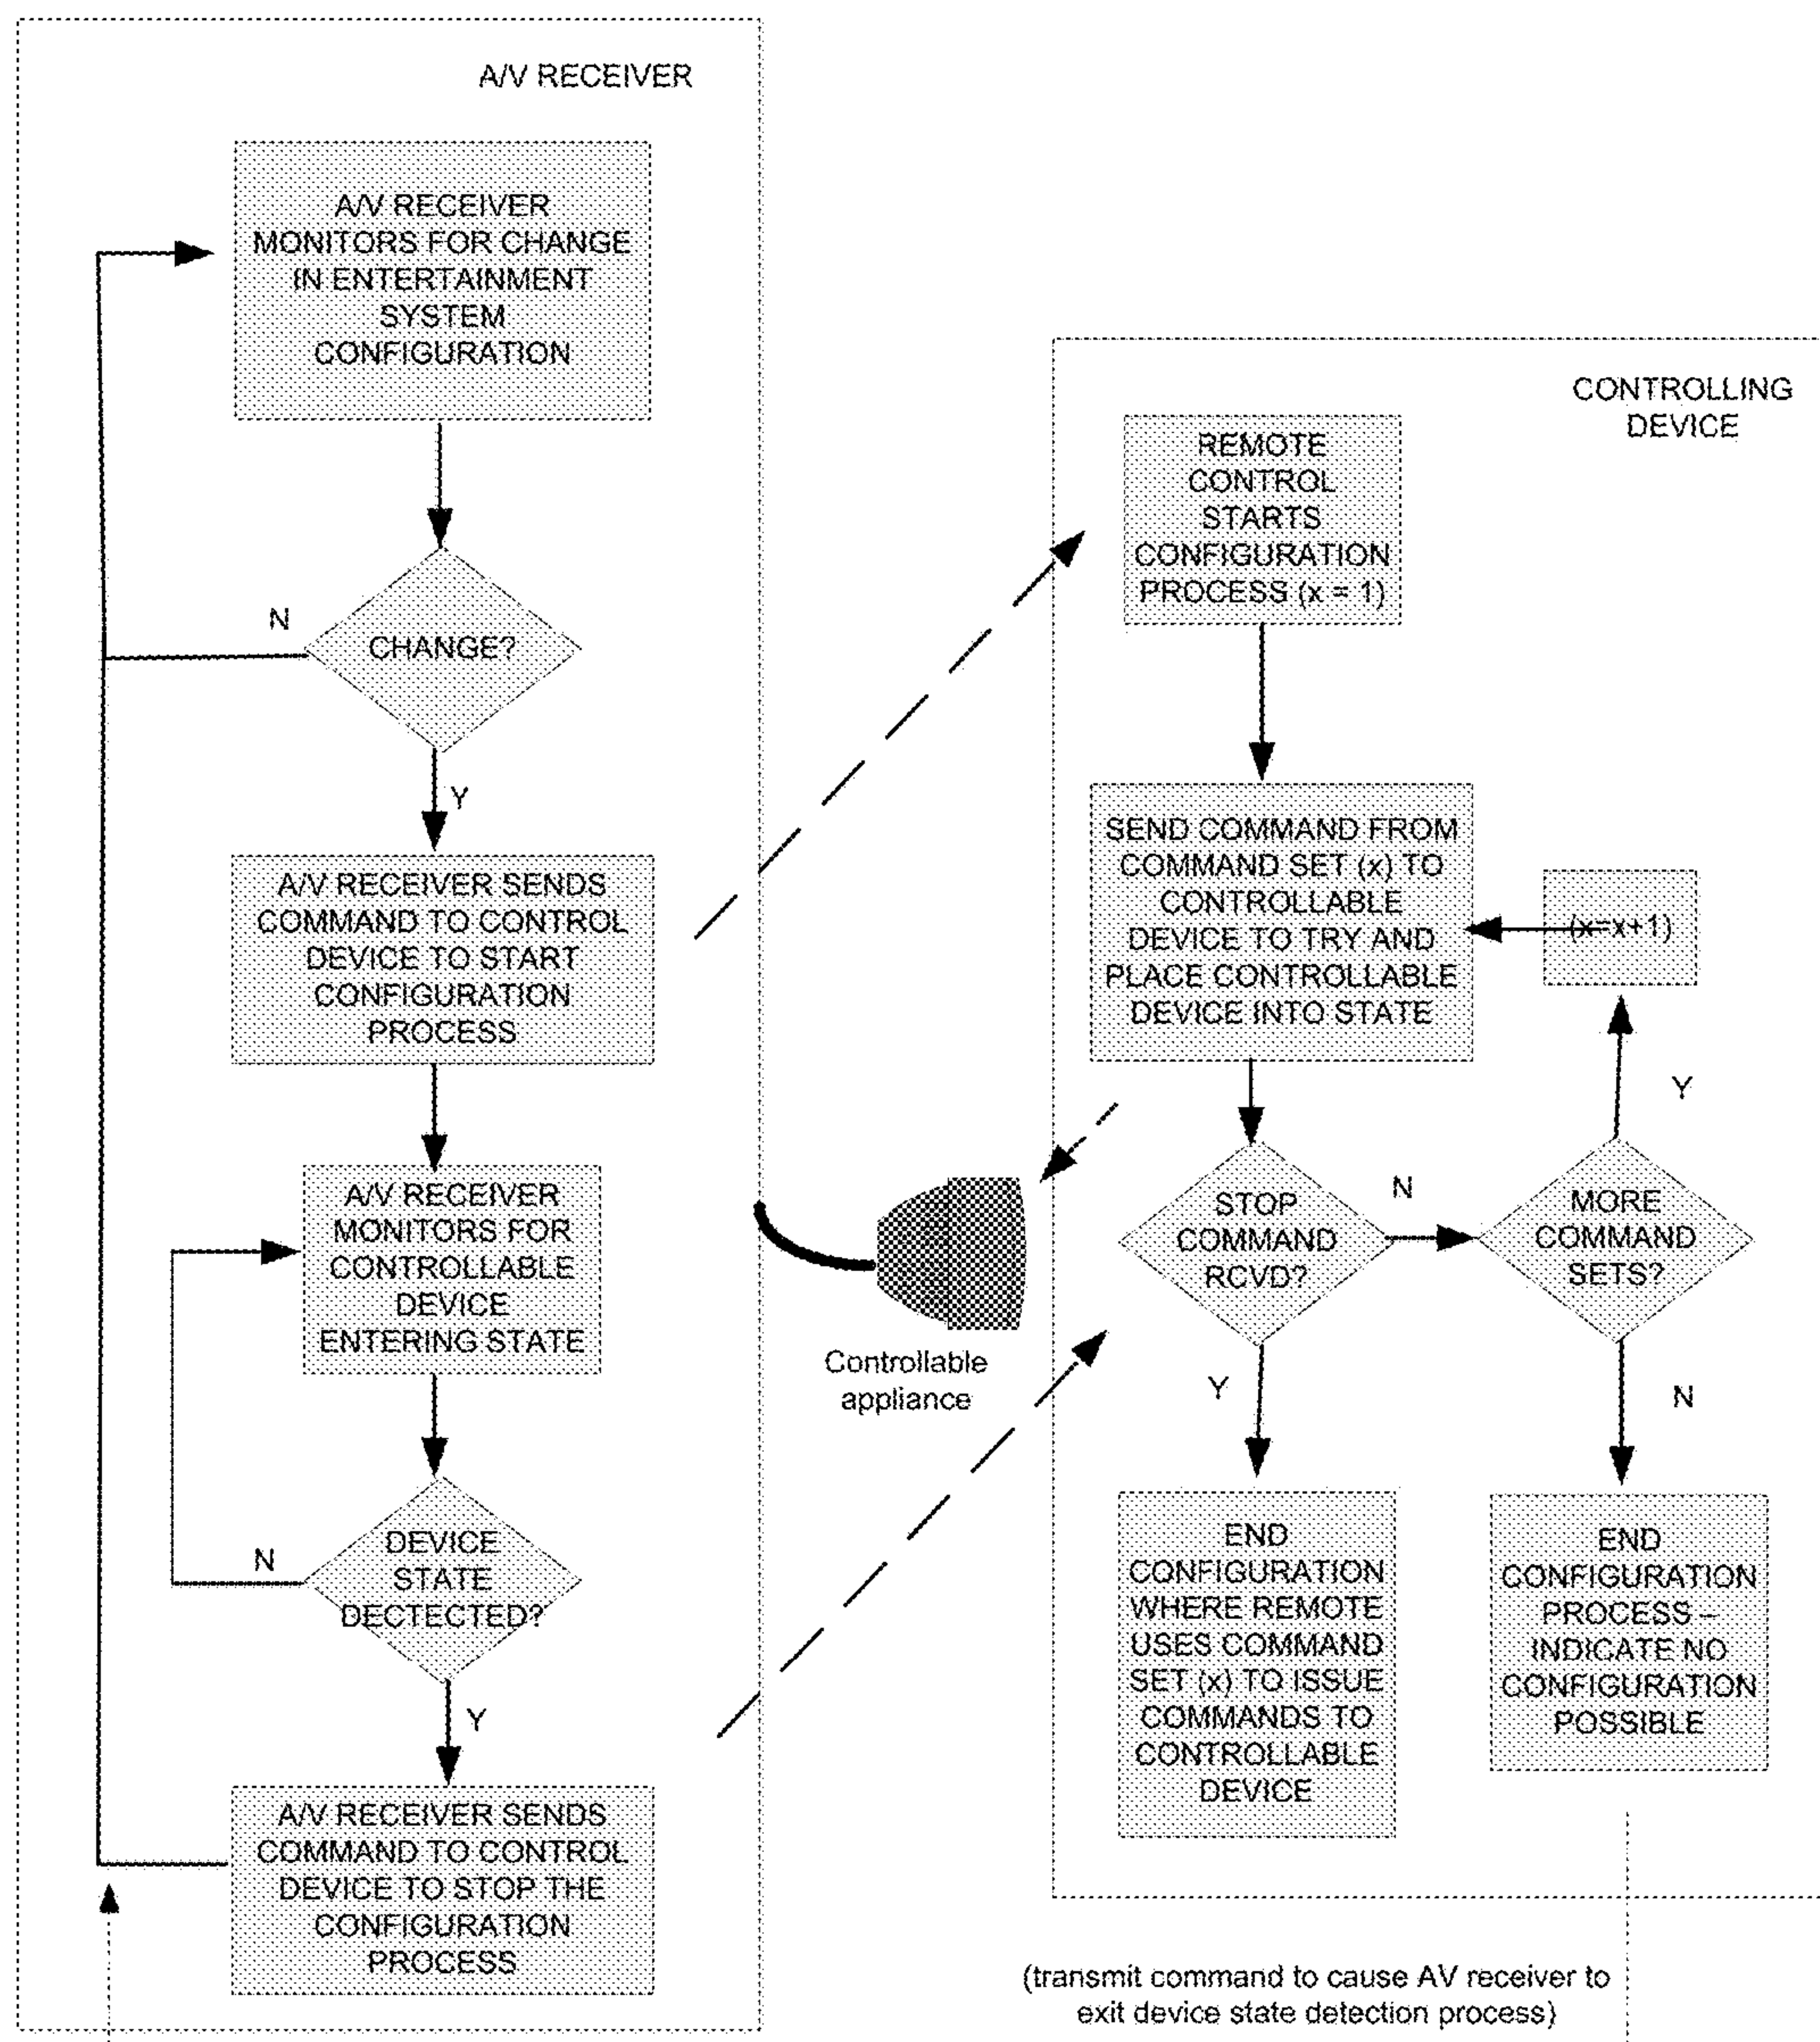 A/V RECEIVER
A/V RECEIVER
MONITORS FOR CHANGE
IN ENTERTAINMENT
SYSTEM
CONFIGURATION
CHANGE?
N
Y
A/V RECEIVER SENDS
COMMAND TO CONTROL
DEVICE TO START
CONFIGURATION
PROCESS
A/V RECEIVER
MONITORS FOR
CONTROLLABLE
DEVICE
ENTERING STATE
DEVICE
STATE
DECTECTED?
N
Y
A/V RECEIVER SENDS
COMMAND TO CONTROL
DEVICE TO STOP THE
CONFIGURATION
PROCESS
Controllable
appliance
CONTROLLING
DEVICE
REMOTE
CONTROL
STARTS
CONFIGURATION
PROCESS (x = 1)
SEND COMMAND FROM
COMMAND SET (x) TO
CONTROLLABLE
DEVICE TO TRY AND
PLACE CONTROLLABLE
DEVICE INTO STATE
(x=x+1)
Y
STOP
COMMAND
RCVD?
N
MORE
COMMAND
SETS?
Y
N
END
CONFIGURATION
WHERE REMOTE
USES COMMAND
SET (x) TO ISSUE
COMMANDS TO
CONTROLLABLE
DEVICE
END
CONFIGURATION
PROCESS –
INDICATE NO
CONFIGURATION
POSSIBLE
(transmit command to cause AV receiver to
exit device state detection process)